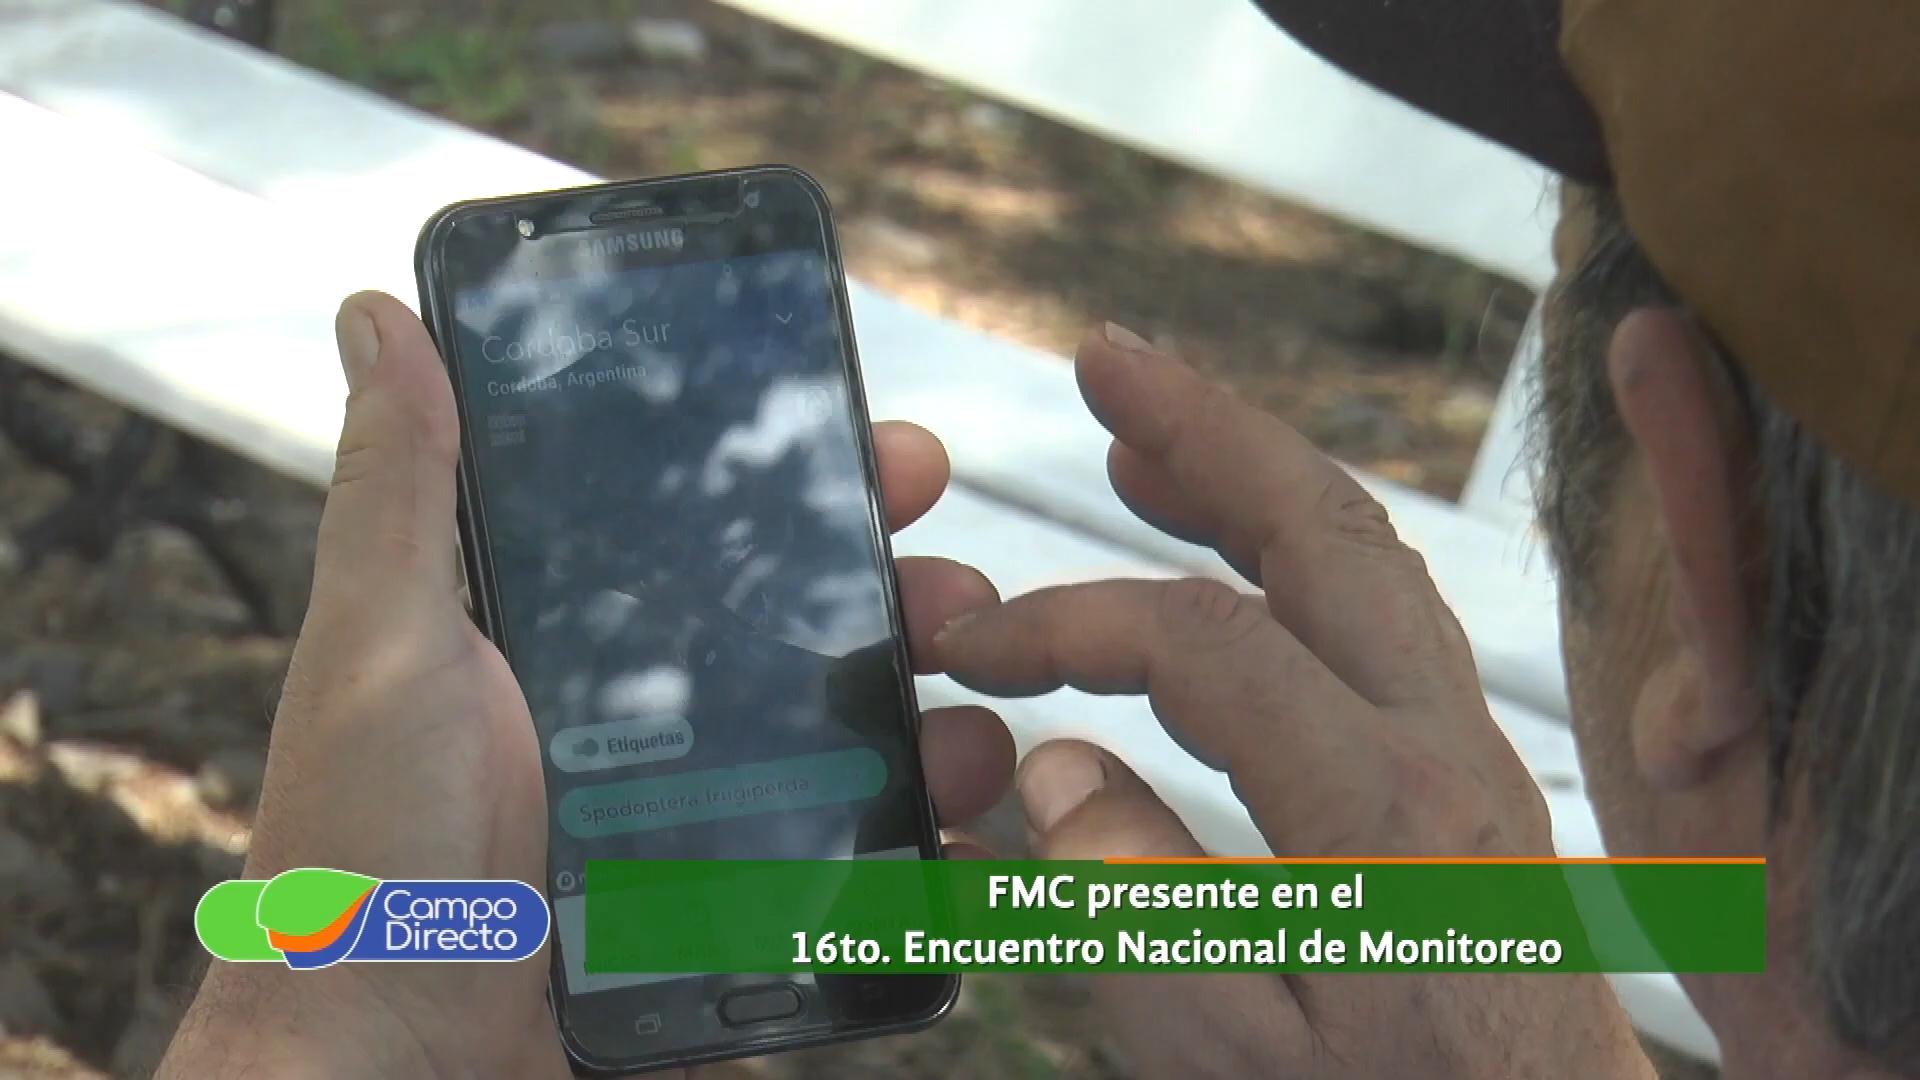 SAMSUNG
Cordoba Sur
Cordoba, Argentina
Etiquetas
Spodoptera frugiperda
Campo
Directo
FMC presente en el
16to. Encuentro Nacional de Monitoreo